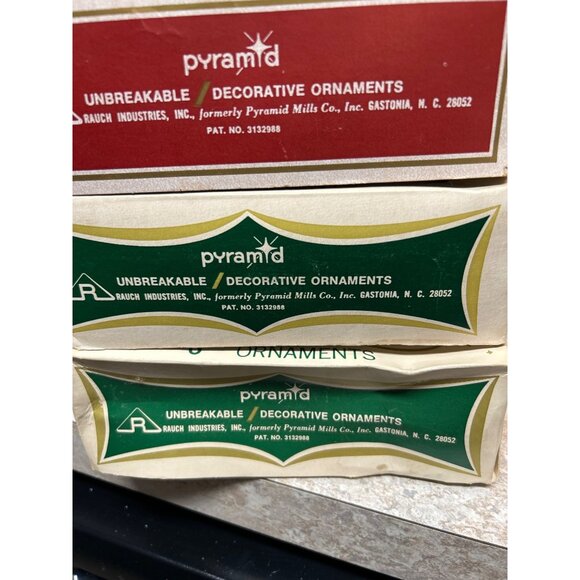 pyramid
UNBREAKABLE / DECORATIVE ORNAMENTS
RAUCH INDUSTRIES, INC., formerly Pyramid Mills Co., Inc. GASTONIA, N. C. 26052
PAT. NO. 3132988
pyramid
UNBREAKABLE / DECORATIVE ORNAMENTS
R RAUCH INDUSTRIES, INC., formerly Pyramid Mills Co., Inc. GASTONIA, N. C. 28052
PAT. NO. 3132988
ORNAMENTS
pyramid
UNBREAKABLE / DECORATIVE ORNAMENTS
R RAUCH INDUSTRIES, INC., formerly Pyramid Mills Co., Inc. GASTONIA, N. C. 28052
PAT. NO. 3132988